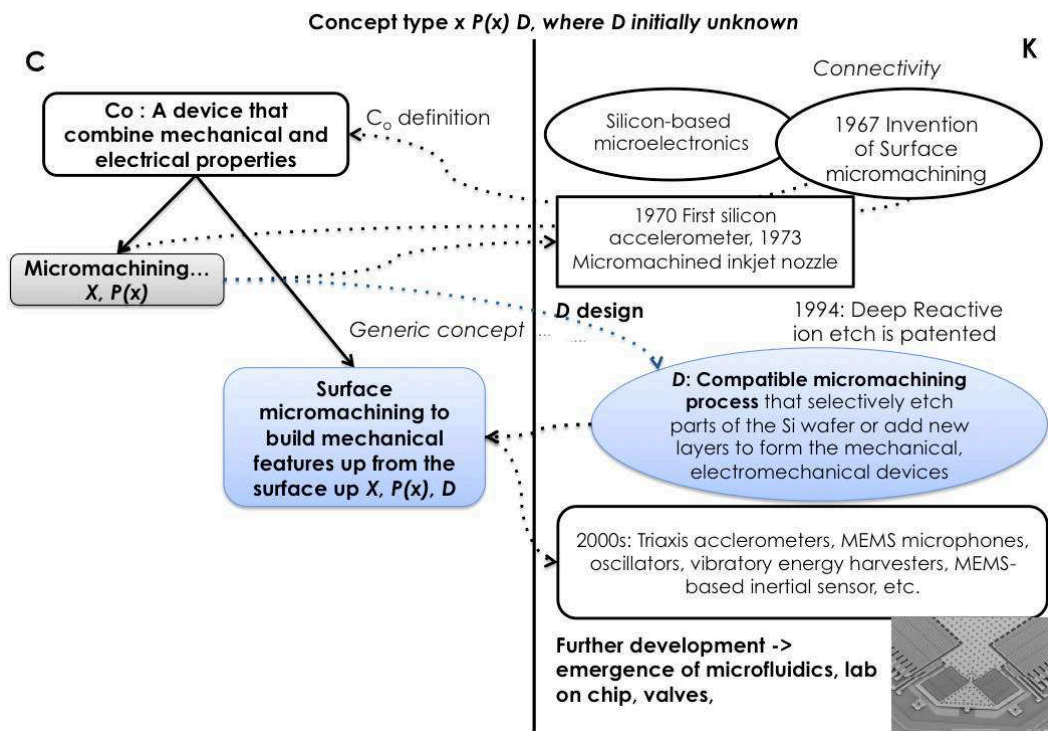 Concept type x P(x) D, where D initially unknown
C
K
Co : A device that
combine mechanical and
electrical properties
Co definition
Connectivity
Silicon-based
microelectronics
1967 Invention
of Surface
micromachining
1970 First silicon
accelerometer, 1973
Micromachined inkjet nozzle
Micromachining…
X, P(x)
Generic concept ...
....
D design
1994: Deep Reactive
ion etch is patented
Surface
micromachining to
build mechanical
features up from the
surface up X, P(x), D
D: Compatible micromachining
process that selectively etch
parts of the Si wafer or add new
layers to form the mechanical,
electromechanical devices
2000s: Triaxis acclerometers, MEMS microphones,
oscillators, vibratory energy harvesters, MEMS-
based inertial sensor, etc.
Further development ->
emergence of microfluidics, lab
on chip, valves,